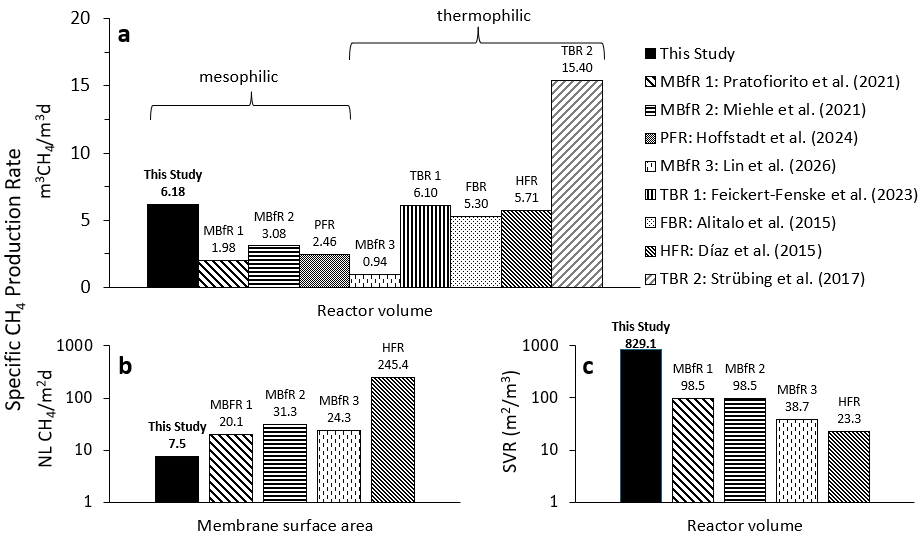 Specific CH4 Production Rate
a
m³CH4/m³d
20
15
10
5
0
mesophilic
thermophilic
This Study
6.18
MBfR 1
1.98
MBfR 2
3.08
PFR
2.46
MBfR 3
0.94
TBR 1
6.10
FBR
5.30
HFR
5.71
TBR 2
15.40
Reactor volume
This Study
MBfR 1: Pratofiorito et al. (2021)
MBfR 2: Miehle et al. (2021)
PFR: Hoffstadt et al. (2024)
MBfR 3: Lin et al. (2026)
TBR 1: Feickert-Fenske et al. (2023)
FBR: Alitalo et al. (2015)
HFR: Díaz et al. (2015)
TBR 2: Strübing et al. (2017)
b
NL CH4/m²d
1000
100
10
1
This Study
7.5
MBFR 1
20.1
MBfR 2
31.3
MBfR 3
24.3
HFR
245.4
Membrane surface area
c
SVR (m²/m³)
1000
100
10
1
This Study
829.1
MBfR 1
98.5
MBfR 2
98.5
MBfR 3
38.7
HFR
23.3
Reactor volume